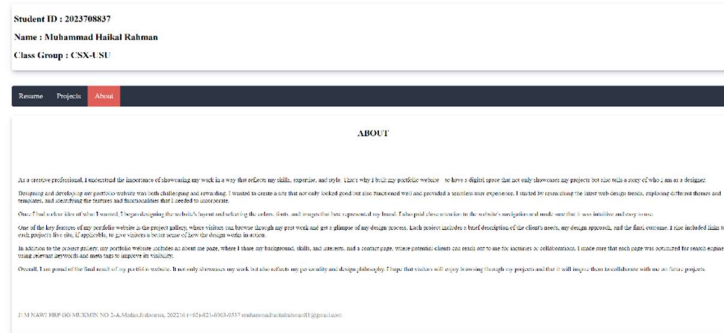 Student ID : 2023708837
Name : Muhammad Haikal Rahman
Class Group : CSX-USU
Resume Projects About
ABOUT
As a creative professional, I understand the importance of showcasing my work in a way that reflects my skills, expertise, and style. That's why I built my portfolio website - to have a digital space that not only showcases my projects but also tells a story of who I am as a designer.
Designing and developing my portfolio website was both challenging and rewarding. I wanted to create a site that not only looked good but also functioned well and provided a seamless user experience. I started by researching the latest web design trends, exploring different themes and
templates, and identifying the features and functionalities that I needed to incorporate.
Once I had a clear idea of what I wanted, I began designing the website's layout and selecting the colors, fonts, and images that best represented my brand. I also paid close attention to the website's navigation and made sure that it was intuitive and easy to use.
One of the key features of my portfolio website is the project gallery, where visitors can browse through my past work and get a glimpse of my design process. Each project includes a brief description of the client's needs, my design approach, and the final outcome. I also included links to
each project's live site, if applicable, to give visitors a better sense of how the design works in action.
In addition to the project gallery, my portfolio website includes an about me page, where I share my background, skills, and interests, and a contact page, where potential clients can reach out to me for inquiries or collaborations. I made sure that each page was optimized for search engines
using relevant keywords and meta tags to improve its visibility.
Overall, I am proud of the final result of my portfolio website. It not only showcases my work but also reflects my personality and design philosophy. I hope that visitors will enjoy browsing through my projects and that it will inspire them to collaborate with me on future projects.